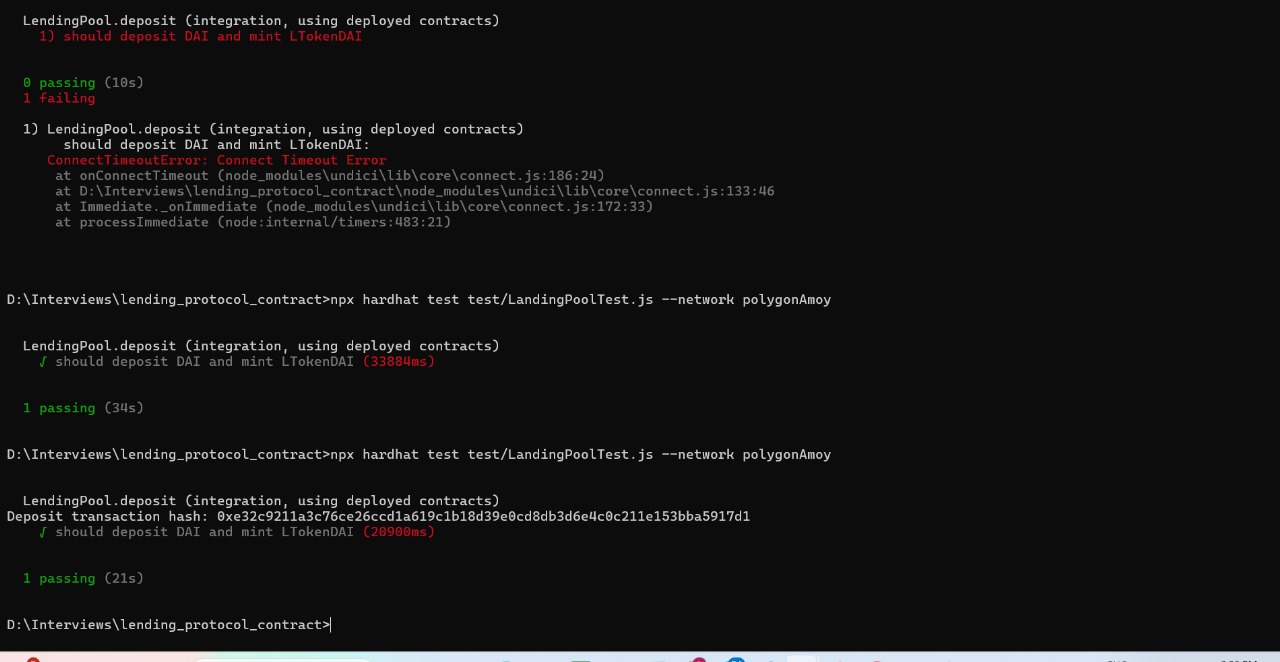 LendingPool.deposit (integration, using deployed contracts)
1) should deposit DAI and mint LTokenDAI
0 passing (10s)
1 failing
1) LendingPool.deposit (integration, using deployed contracts)
should deposit DAI and mint LTokenDAI:
ConnectTimeoutError: Connect Timeout Error
at onConnectTimeout (node_modules\undici\lib\core\connect.js:186:24)
at D:\Interviews\lending_protocol_contract\node_modules\undici\lib\core\connect.js:133:46
at Immediate._onImmediate (node_modules\undici\lib\core\connect.js:172:33)
at processImmediate (node:internal/timers:483:21)
D:\Interviews\lending_protocol_contract>npx hardhat test test/LandingPoolTest.js --network polygonAmoy
LendingPool.deposit (integration, using deployed contracts)
√ should deposit DAI and mint LTokenDAI (33884ms)
1 passing (34s)
D:\Interviews\lending_protocol_contract>npx hardhat test test/LandingPoolTest.js --network polygonAmoy
LendingPool.deposit (integration, using deployed contracts)
Deposit transaction hash: 0xe32c9211a3c76ce26ccd1a619c1b18d39e0cd8db3d6e4c0c211e153bba5917d1
√ should deposit DAI and mint LTokenDAI (20900ms)
1 passing (21s)
D:\Interviews\lending_protocol_contract>